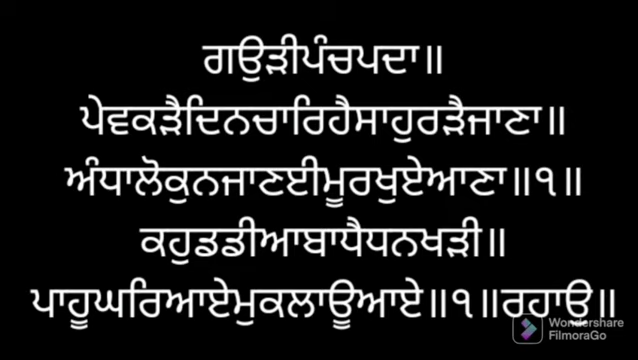 ਗਉੜੀਪੰਚਪਦਾ॥
ਪੇਵਕੜੈਦਿਨਚਾਰਿਹੈਸਾਹੁਰੜੈਜਾਣਾ॥
ਅੰਧਾਲੋਕੁਨਜਾਣਈਮੂਰਖੁਏਆਣਾ॥੧॥
ਕਹੁਡਡੀਆਬਾਧੈਧਨਖੜੀ॥
ਪਾਹੂਘਰਿਆਏਮੁਕਲਾਊਆਏ॥੧॥ਰਹਾਉ॥
Wondershare
FilmoraGo